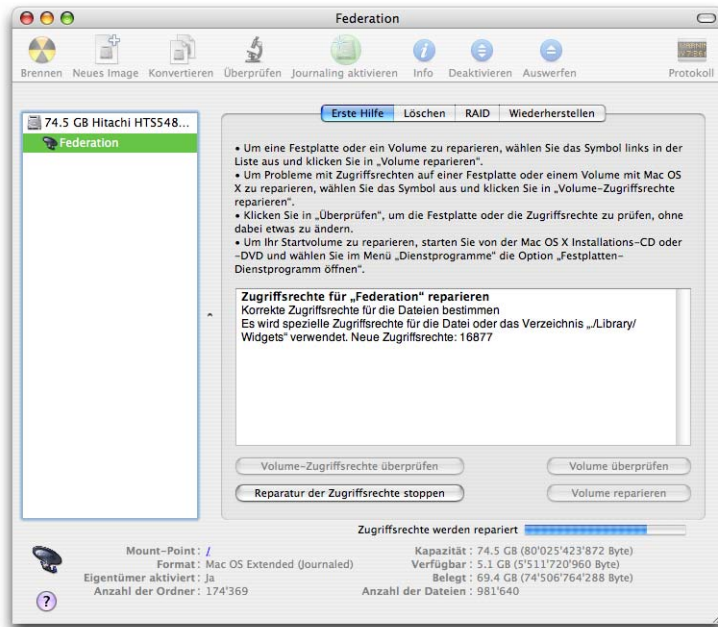 Federation
Brennen Neues Image Konvertieren Überprüfen Journaling aktivieren Info Deaktivieren Auswerfen Protokoll
74.5 GB Hitachi HTS548...
Federation
Erste Hilfe Löschen RAID Wiederherstellen
• Um eine Festplatte oder ein Volume zu reparieren, wählen Sie das Symbol links in der
Liste aus und klicken Sie in „Volume reparieren“.
• Um Probleme mit Zugriffsrechten auf einer Festplatte oder einem Volume mit Mac OS
X zu reparieren, wählen Sie das Symbol aus und klicken Sie in „Volume-Zugriffsrechte
reparieren“.
• Klicken Sie in „Überprüfen“, um die Festplatte oder die Zugriffsrechte zu prüfen, ohne
dabei etwas zu ändern.
• Um Ihr Startvolume zu reparieren, starten Sie von der Mac OS X Installations-CD oder
-DVD und wählen Sie im Menü „Dienstprogramme“ die Option „Festplatten-
Dienstprogramm öffnen“.
Zugriffsrechte für „Federation“ reparieren
Korrekte Zugriffsrechte für die Dateien bestimmen
Es wird spezielle Zugriffsrechte für die Datei oder das Verzeichnis „./Library/
Widgets“ verwendet. Neue Zugriffsrechte: 16877
Volume-Zugriffsrechte überprüfen Volume überprüfen
Reparatur der Zugriffsrechte stoppen Volume reparieren
Zugriffsrechte werden repariert
Mount-Point : / Kapazität : 74.5 GB (80'025'423'872 Byte)
Format : Mac OS Extended (Journaled) Verfügbar : 5.1 GB (5'511'720'960 Byte)
Eigentümer aktiviert : Ja Belegt : 69.4 GB (74'506'764'288 Byte)
Anzahl der Ordner : 174'369 Anzahl der Dateien : 981'640
?